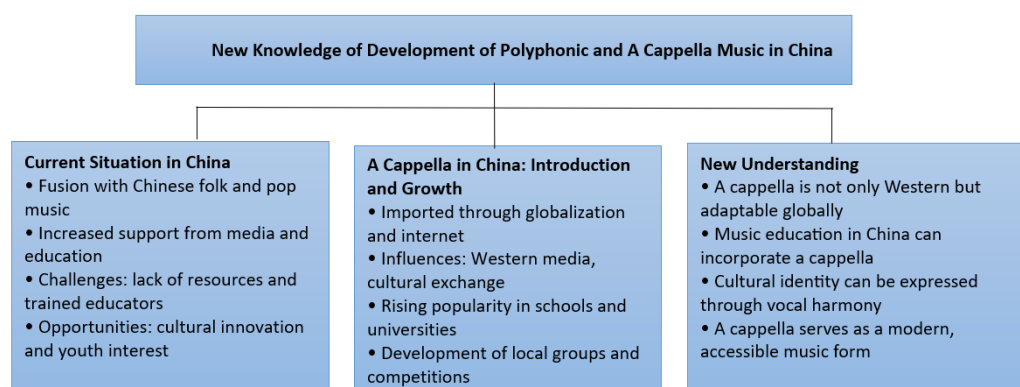 New Knowledge of Development of Polyphonic and A Cappella Music in China
Current Situation in China
• Fusion with Chinese folk and pop
music
• Increased support from media and
education
• Challenges: lack of resources and
trained educators
• Opportunities: cultural innovation
and youth interest
A Cappella in China: Introduction
and Growth
• Imported through globalization
and internet
• Influences: Western media,
cultural exchange
• Rising popularity in schools and
universities
• Development of local groups and
competitions
New Understanding
• A cappella is not only Western but
adaptable globally
• Music education in China can
incorporate a cappella
• Cultural identity can be expressed
through vocal harmony
• A cappella serves as a modern,
accessible music form